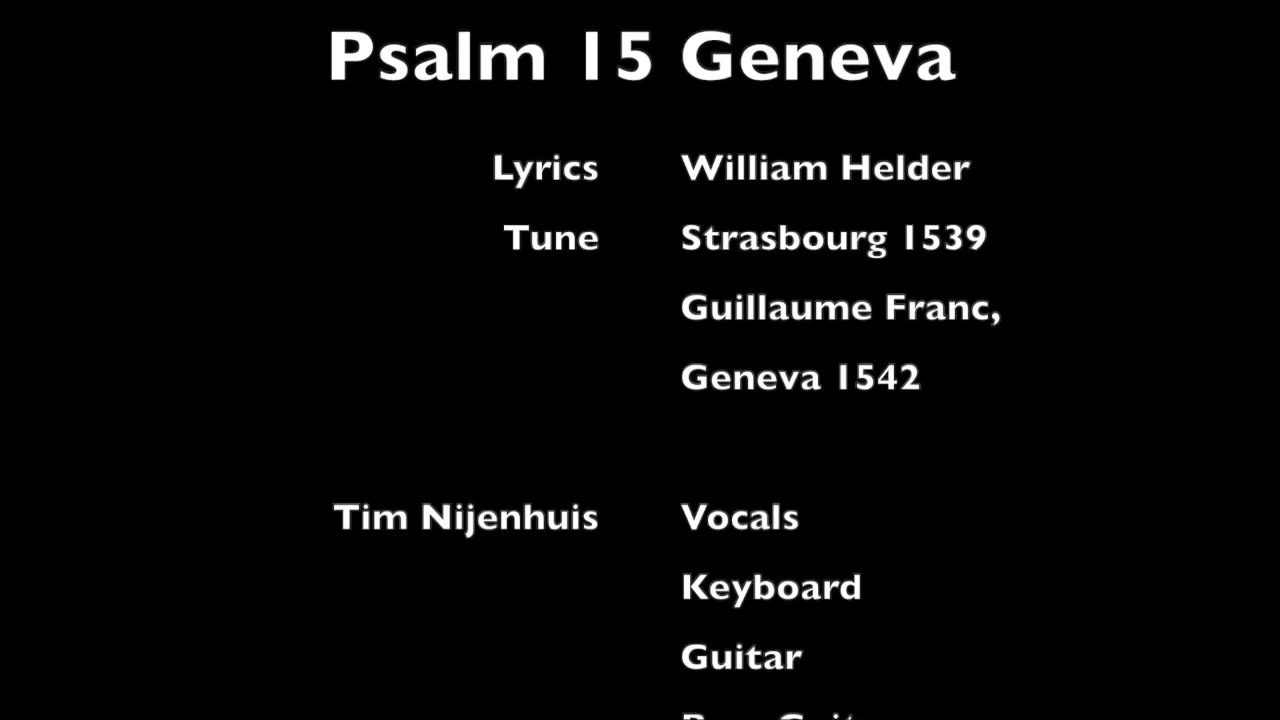 Psalm 15 Geneva
Lyrics William Helder
Tune Strasbourg 1539
Guillaume Franc,
Geneva 1542
Tim Nijenhuis Vocals
Keyboard
Guitar